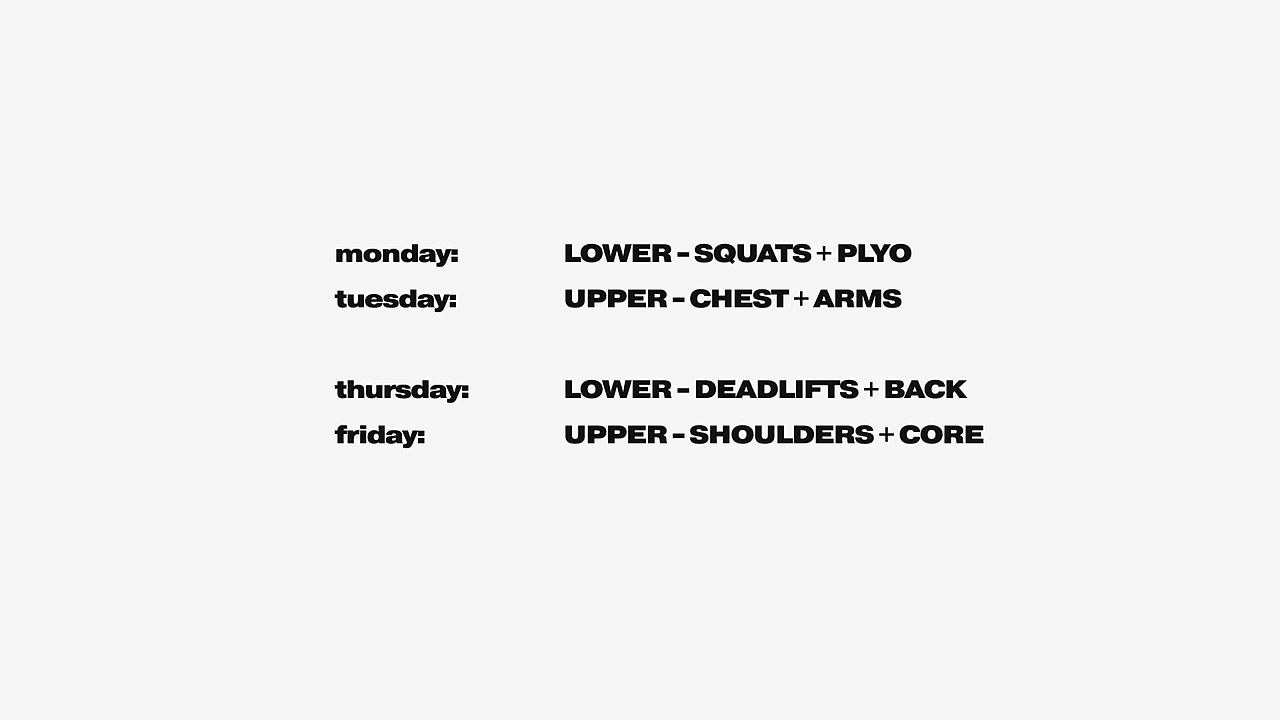 monday: LOWER – SQUATS + PLYO
tuesday: UPPER – CHEST + ARMS
thursday: LOWER – DEADLIFTS + BACK
friday: UPPER – SHOULDERS + CORE